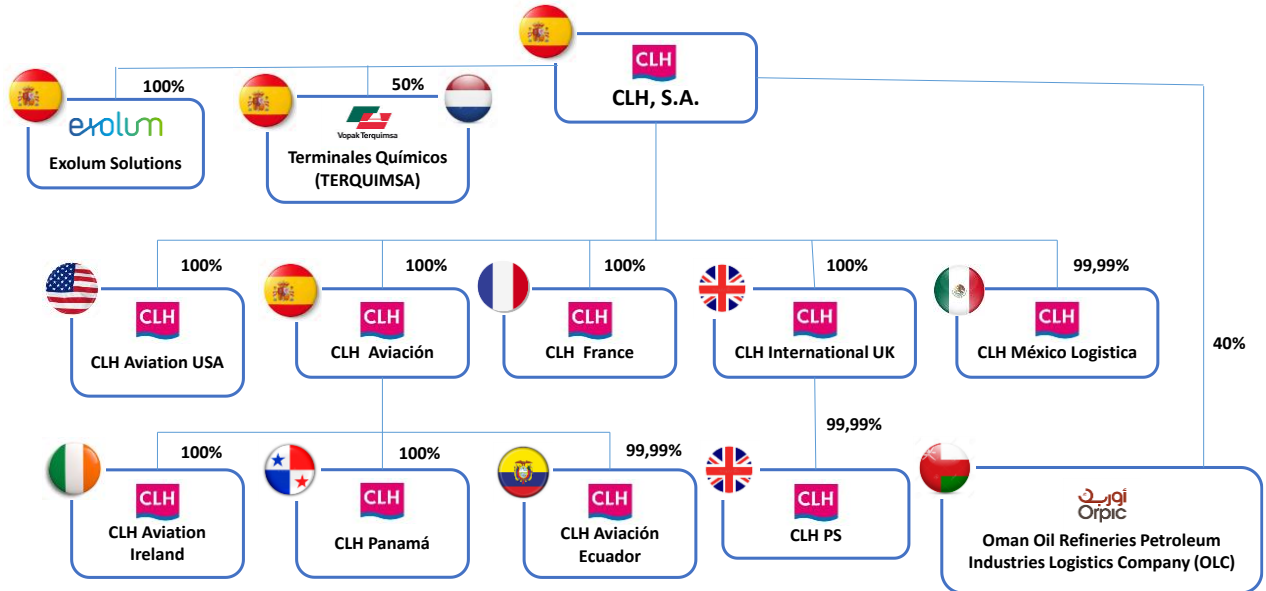 CLH
CLH, S.A.
100%
exolum
Exolum Solutions
50%
Vopak Terquimsa
Terminales Químicos
(TERQUIMSA)
100%
CLH
CLH Aviation USA
100%
CLH
CLH Aviación
100%
CLH
CLH France
100%
CLH
CLH International UK
99,99%
CLH
CLH México Logistica
40%
100%
CLH
CLH Aviation
Ireland
100%
CLH
CLH Panamá
99,99%
CLH
CLH Aviación
Ecuador
99,99%
CLH
CLH PS
أوربك
Orpic
Oman Oil Refineries Petroleum
Industries Logistics Company (OLC)